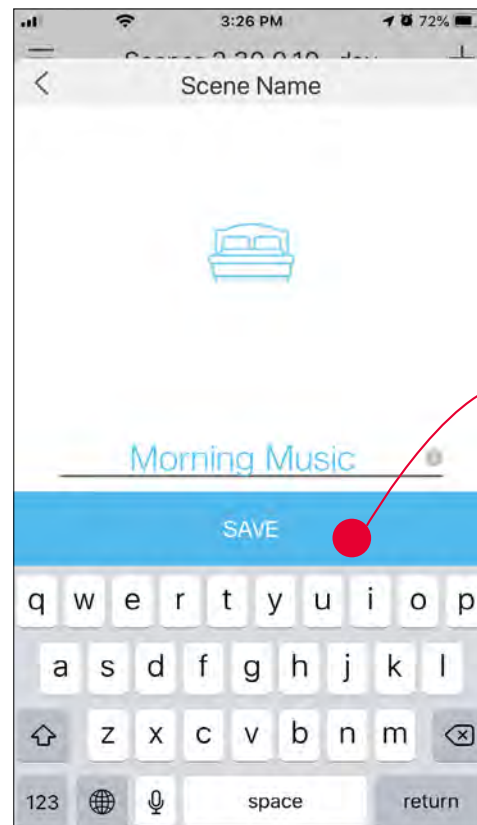 3:26 PM 72%
Scene Name
Morning Music
SAVE
q w e r t y u i o p
a s d f g h j k l
z x c v b n m
123 space return